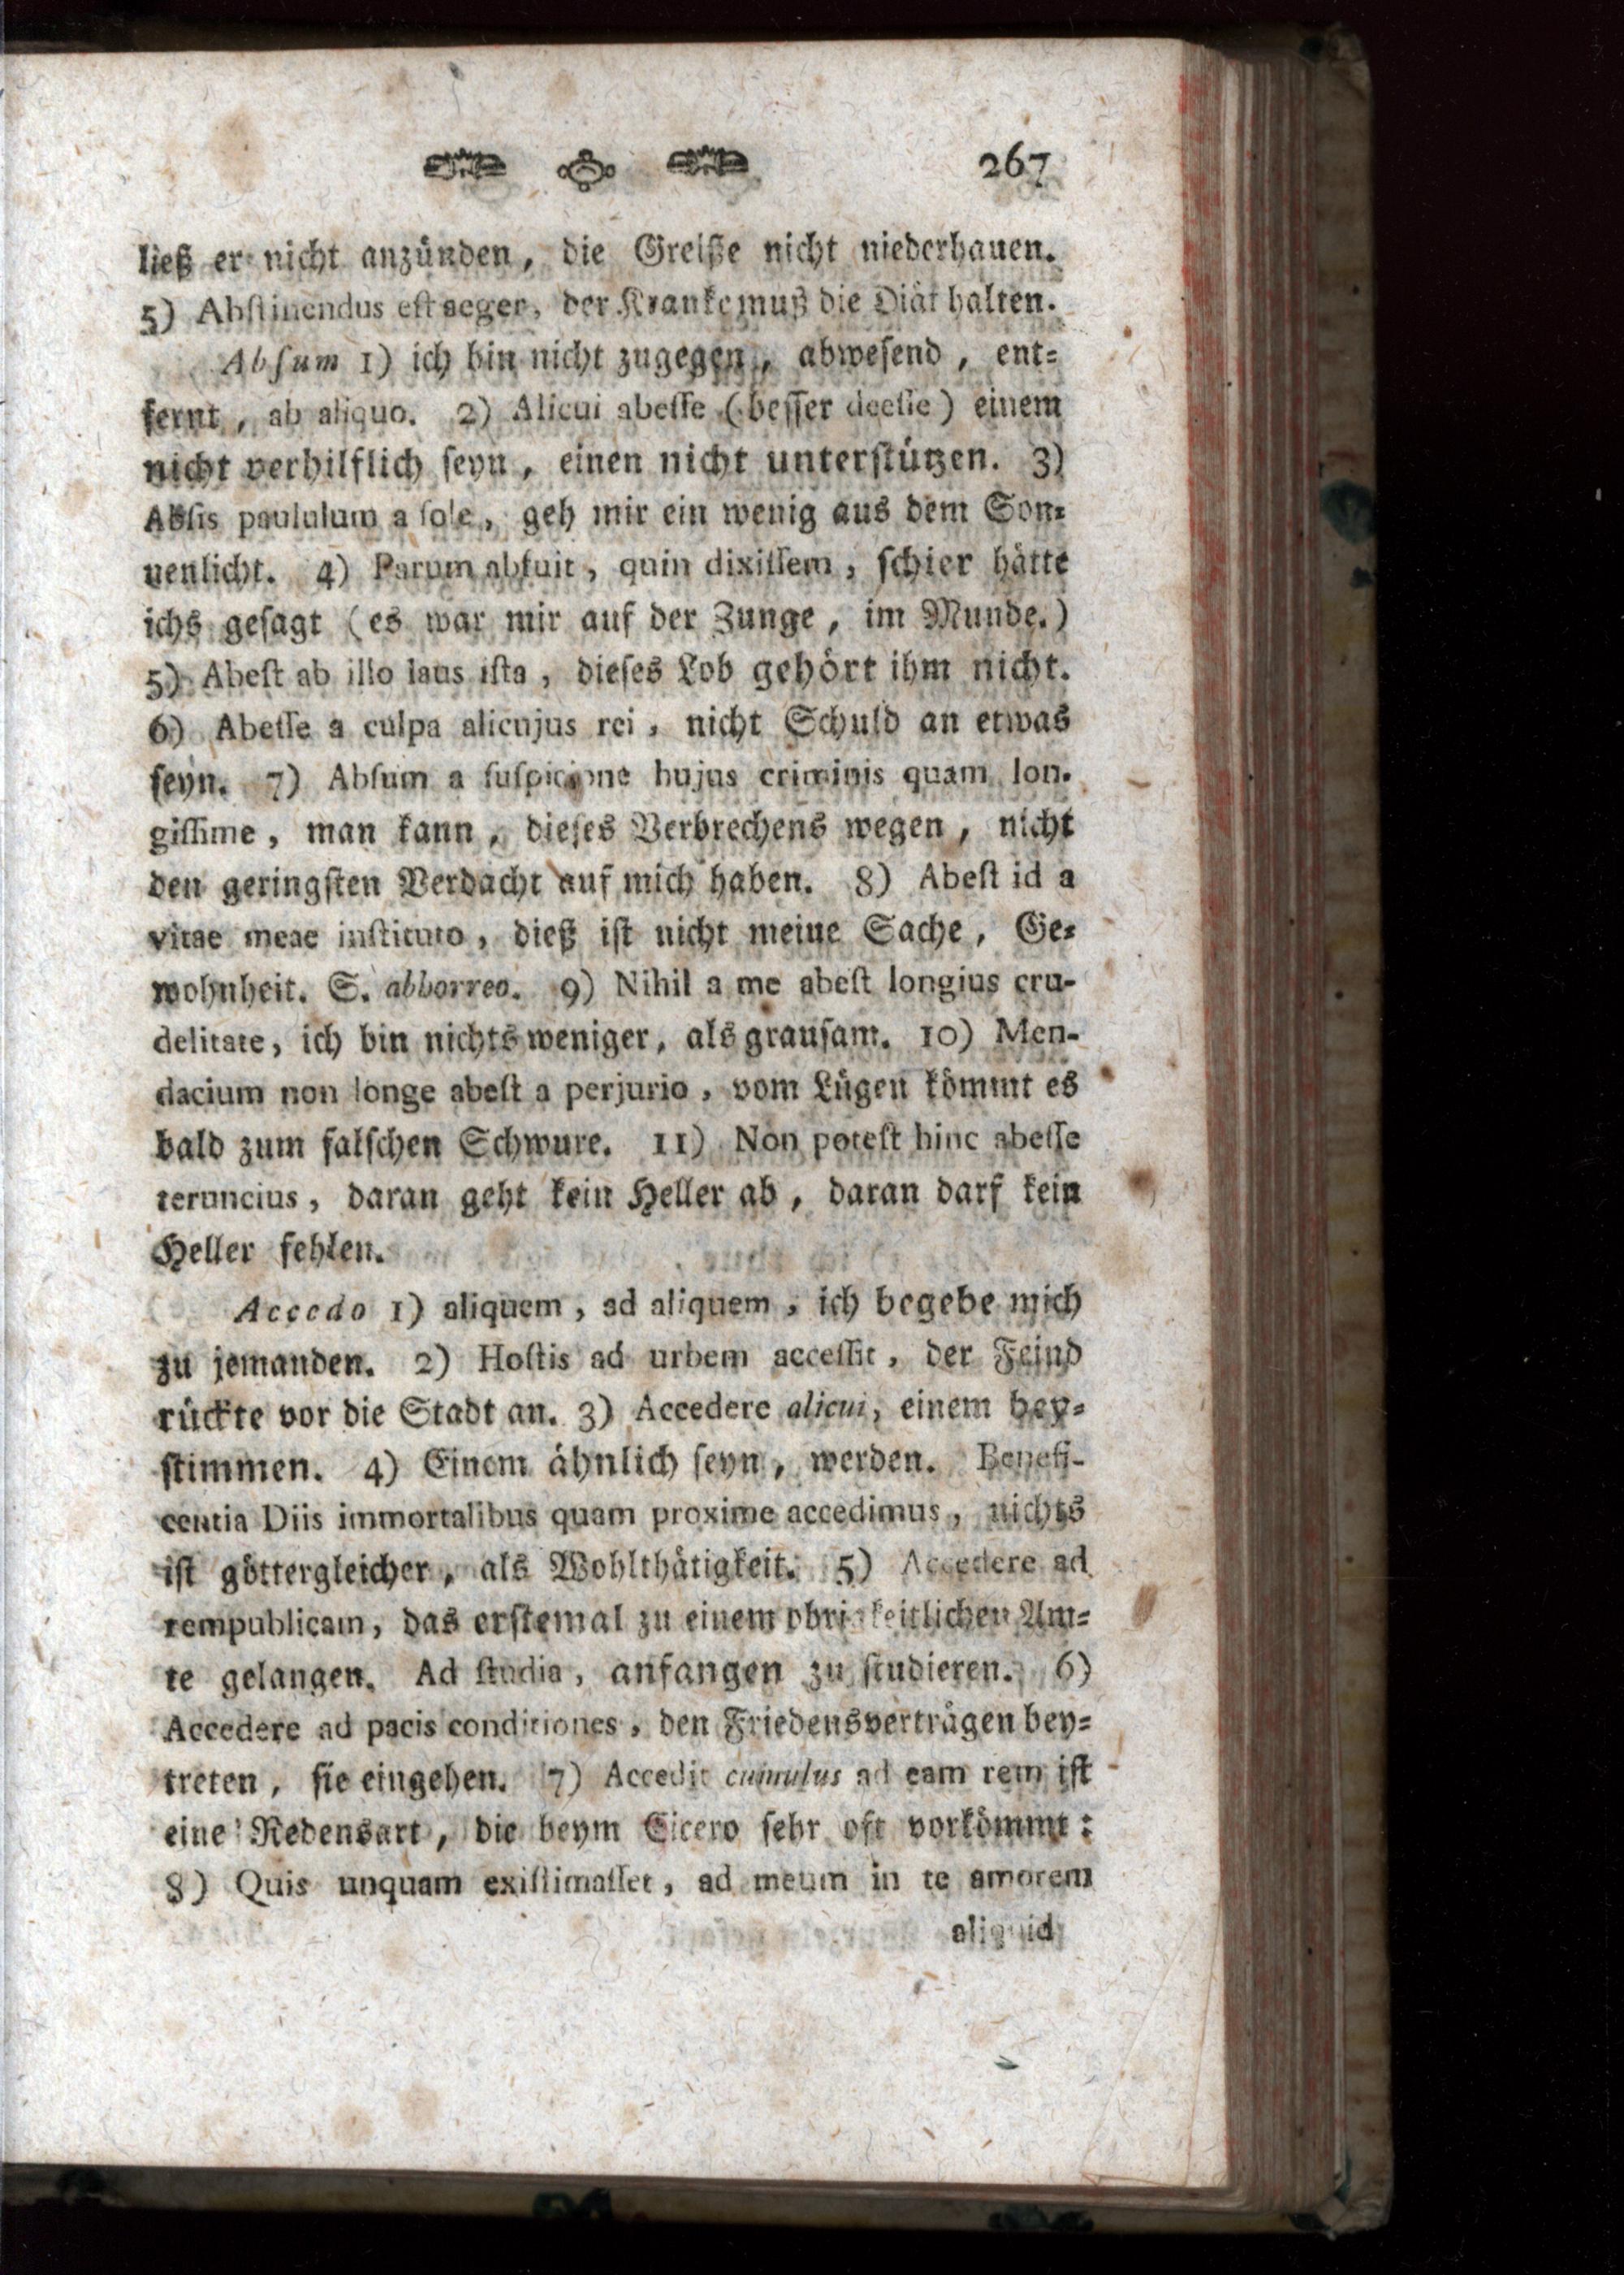 267
ließ er nicht anzünden, die Greiße nicht niederhauen.
5) Abſtinendus eſt aeger, der Kranke muß die Diät halten.
Abſum 1) ich bin nicht zugegen, abweſend, ent=
fernt, ab aliquo. 2) Alicui abeſſe (beſſer deeſſe) einem
nicht verhilflich ſeyn, einen nicht unterſtützen. 3)
Abſis paululum a ſole, geh mir ein wenig aus dem Son=
nenlicht. 4) Parum abfuit, quin dixiſſem, ſchier hätte
ichs geſagt (es war mir auf der Zunge, im Munde.)
5) Abeſt ab illo laus iſta, dieſes Lob gehört ihm nicht.
6) Abeſſe a culpa alicujus rei, nicht Schuld an etwas
ſeyn. 7) Abſum a ſuſpicione hujus criminis quam lon-
giſſime, man kann, dieſes Verbrechens wegen, nicht
den geringſten Verdacht auf mich haben. 8) Abeſt id a
vitae meae inſtituto, dieß iſt nicht meine Sache, Ge=
wohnheit. S. abhorreo. 9) Nihil a me abeſt longius cru-
delitate, ich bin nichts weniger, als grauſam. 10) Men-
dacium non longe abeſt a perjurio, vom Lügen kömmt es
bald zum falſchen Schwure. 11) Non poteſt hinc abeſſe
teruncius, daran geht kein Heller ab, daran darf kein
Heller fehlen.
Accedo 1) aliquem, ad aliquem, ich begebe mich
zu jemanden. 2) Hoſtis ad urbem acceſſit, der Feind
rückte vor die Stadt an. 3) Accedere alicui, einem bey=
ſtimmen. 4) Einem ähnlich ſeyn, werden. Benefi-
centia Diis immortalibus quam proxime accedimus, nichts
iſt göttergleicher, als Wohlthätigkeit. 5) Accedere ad
rempublicam, das erſtemal zu einem obrigkeitlichen Am=
te gelangen. Ad ſtudia, anfangen zu ſtudieren. 6)
Accedere ad pacis conditiones, den Friedensverträgen bey=
treten, ſie eingehen. 7) Accedit cumulus ad eam rem iſt
eine Redensart, die beym Cicero ſehr oft vorkömmt:
8) Quis unquam exiſtimaſſet, ad meum in te amorem
aliquid